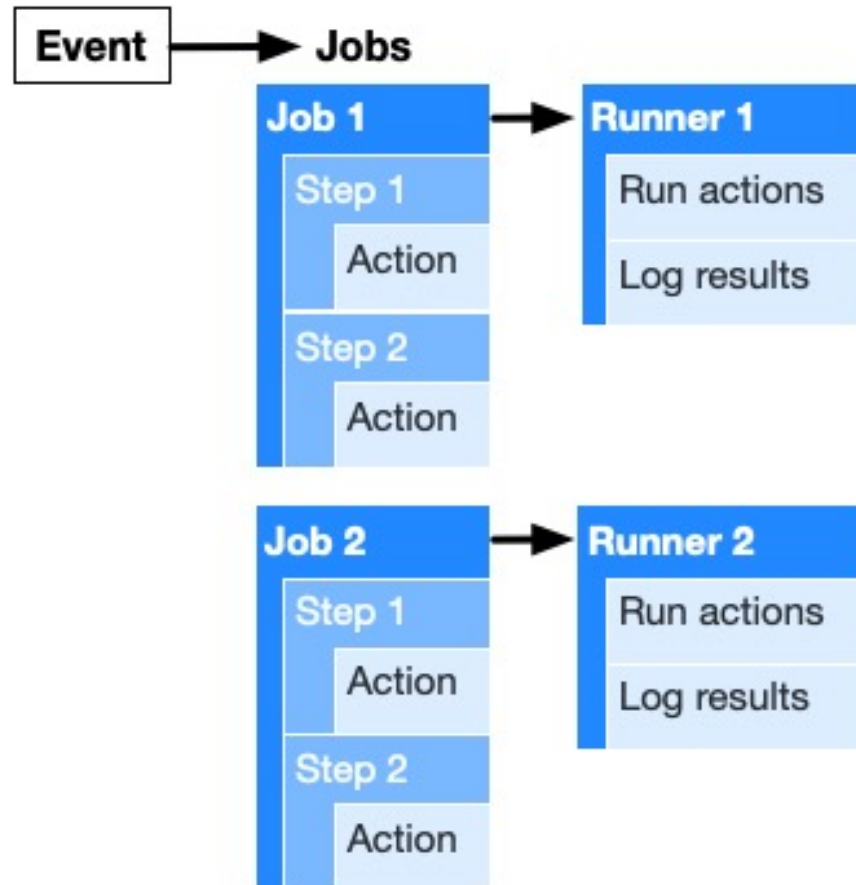 Event
Jobs
Job 1
Step 1
Action
Step 2
Action
Runner 1
Run actions
Log results
Job 2
Step 1
Action
Step 2
Action
Runner 2
Run actions
Log results